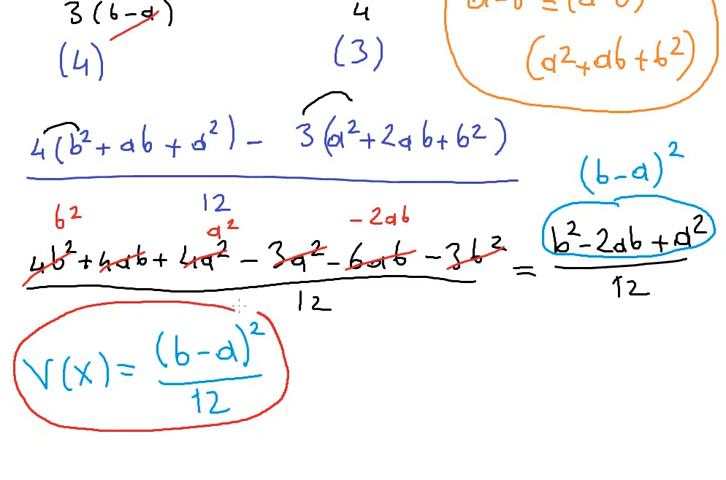 3(b-a) 4
(4) (3)
(a²+ab+b²)
4(b²+ab+a²) - 3(a²+2ab+b²)
12
(b-a)²
b² a² -2ab
4b²+4ab+4a²-3a²-6ab-3b² = b²-2ab+a²
12 12
V(X) = (b-a)²
12